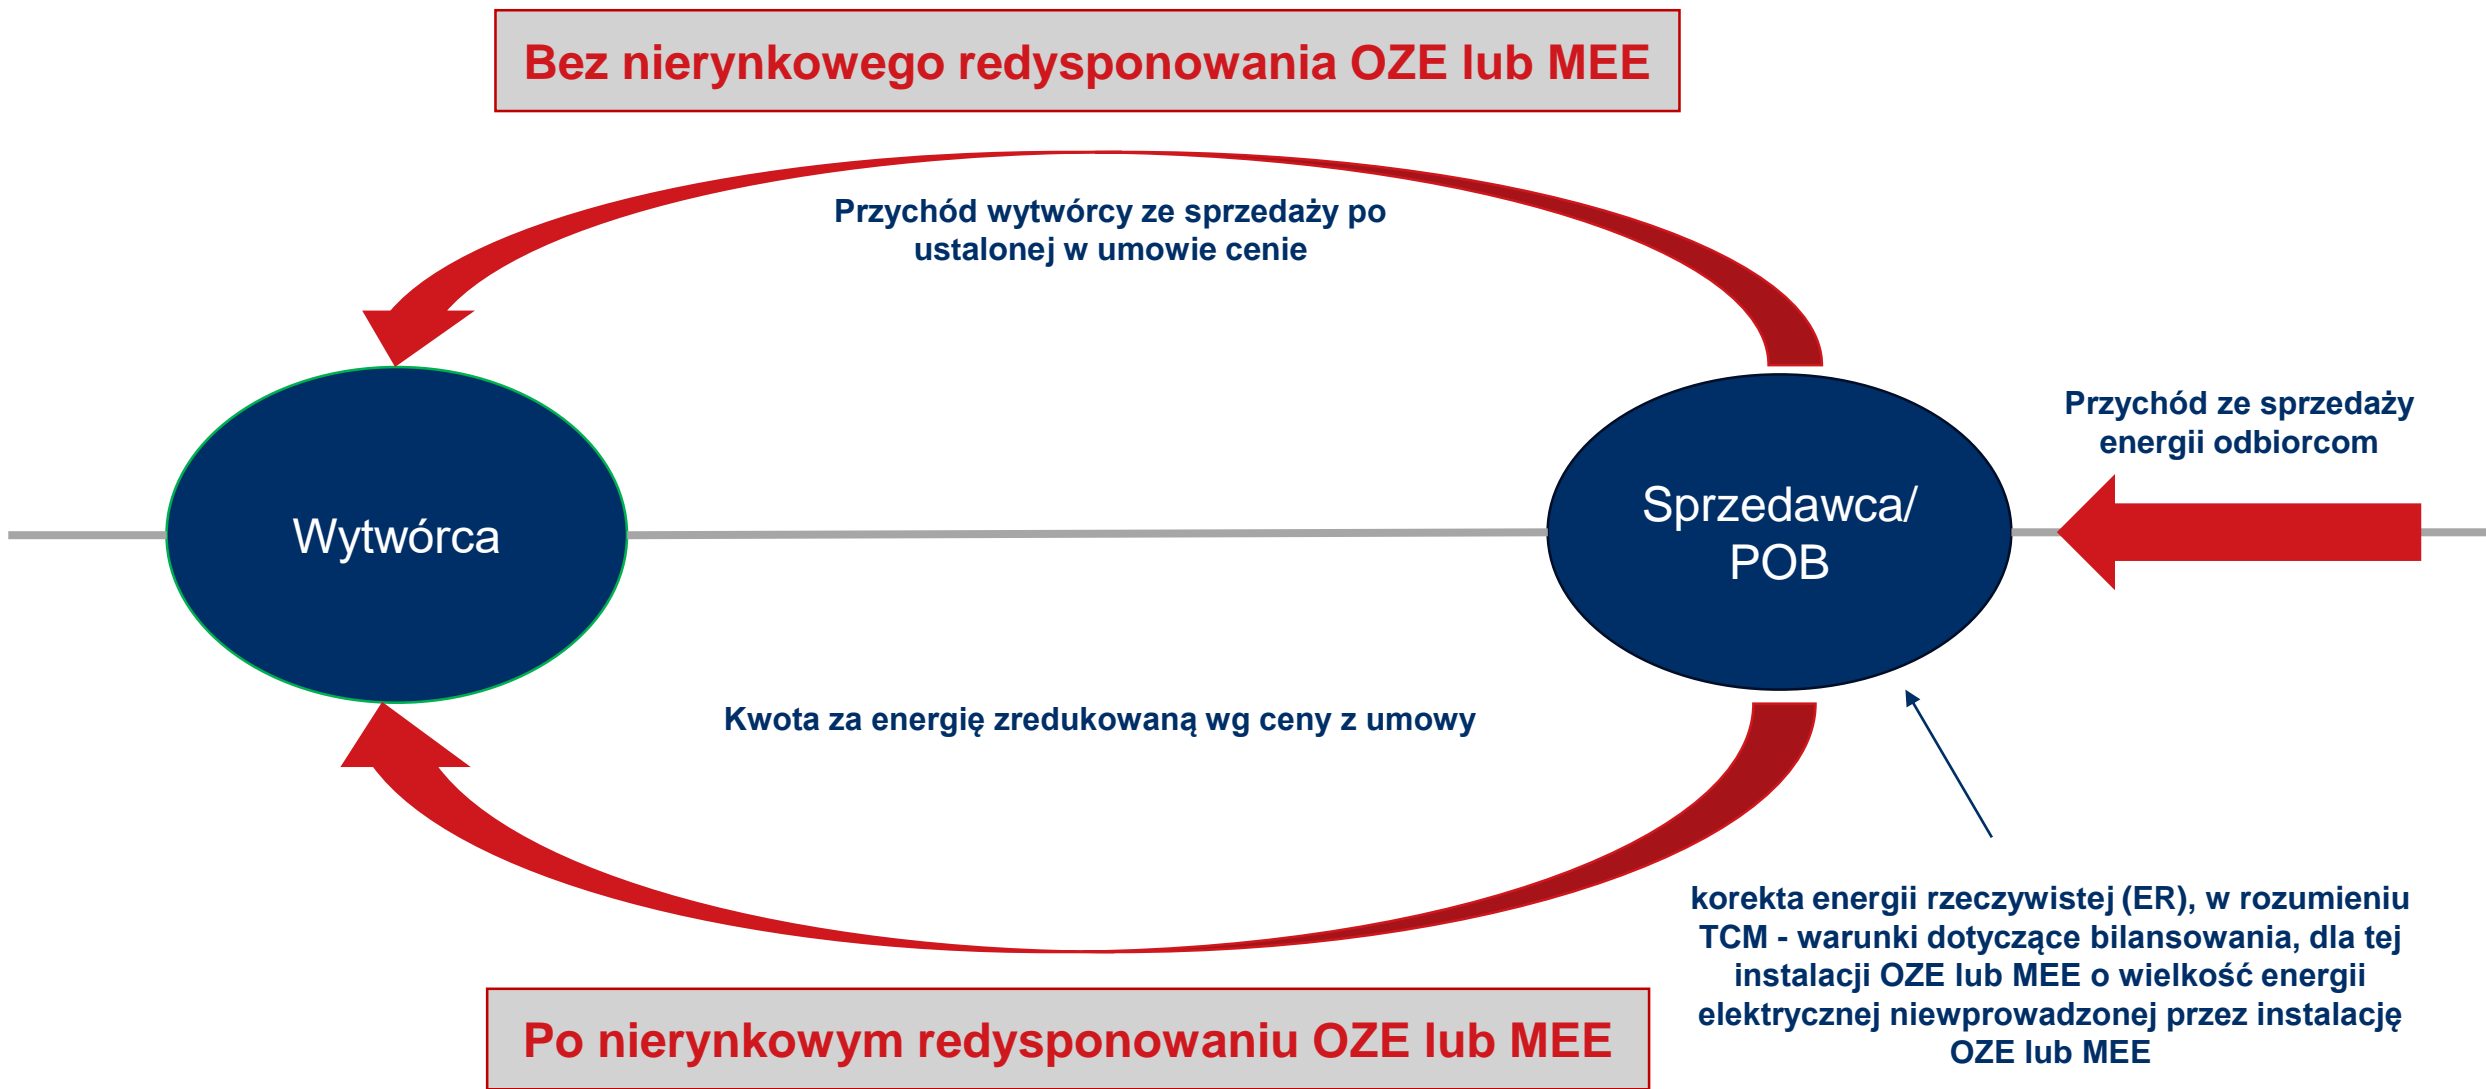 Bez nierynkowego redysponowania OZE lub MEE
Przychód wytwórcy ze sprzedaży po
ustalonej w umowie cenie
Przychód ze sprzedaży
energii odbiorcom
Wytwórca
Sprzedawca/
POB
Kwota za energię zredukowaną wg ceny z umowy
korekta energii rzeczywistej (ER), w rozumieniu
TCM - warunki dotyczące bilansowania, dla tej
instalacji OZE lub MEE o wielkość energii
elektrycznej niewprowadzonej przez instalację
OZE lub MEE
Po nierynkowym redysponowaniu OZE lub MEE